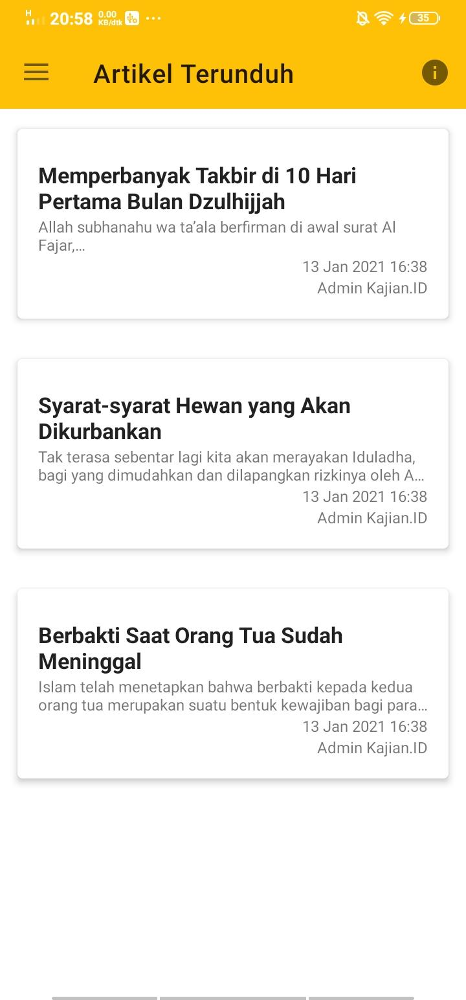 H 20:58 0.00 KB/dtk ...
35
Artikel Terunduh
Memperbanyak Takbir di 10 Hari
Pertama Bulan Dzulhijjah
Allah subhanahu wa ta’ala berfirman di awal surat Al
Fajar,...
13 Jan 2021 16:38
Admin Kajian.ID
Syarat-syarat Hewan yang Akan
Dikurbankan
Tak terasa sebentar lagi kita akan merayakan Iduladha,
bagi yang dimudahkan dan dilapangkan rizkinya oleh A...
13 Jan 2021 16:38
Admin Kajian.ID
Berbakti Saat Orang Tua Sudah
Meninggal
Islam telah menetapkan bahwa berbakti kepada kedua
orang tua merupakan suatu bentuk kewajiban bagi para...
13 Jan 2021 16:38
Admin Kajian.ID